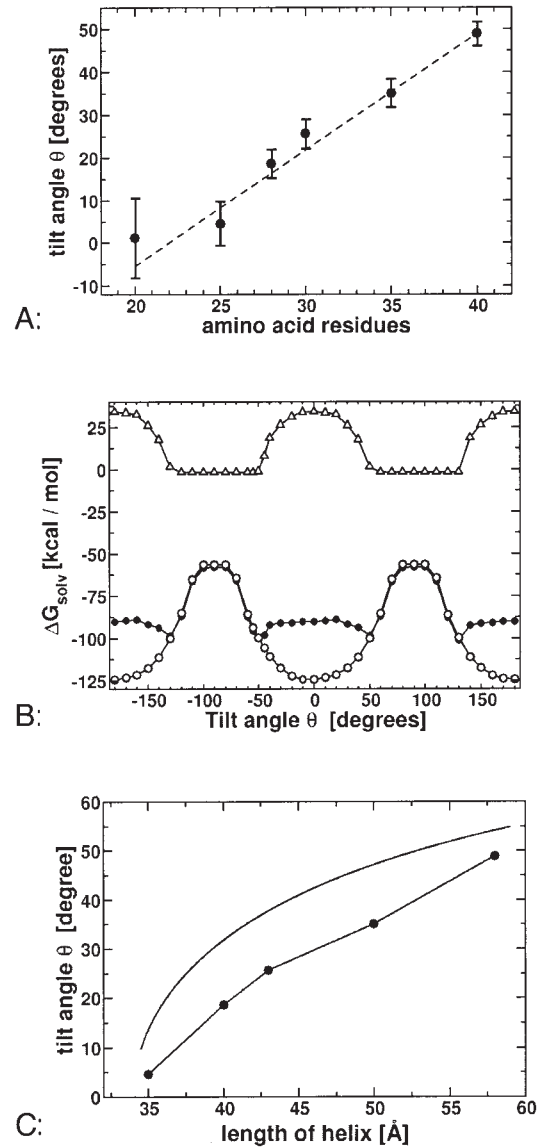 50
40
30
20
10
0
-10
tilt angle θ [degrees]
20 25 30 35 40
amino acid residues
A:
25
0
-25
-50
-75
-100
-125
ΔGsolv [kcal / mol]
-150 -100 -50 0 50 100 150
Tilt angle θ [degrees]
B:
60
50
40
30
20
10
0
tilt angle θ [degree]
35 40 45 50 55 60
length of helix [Å]
C: